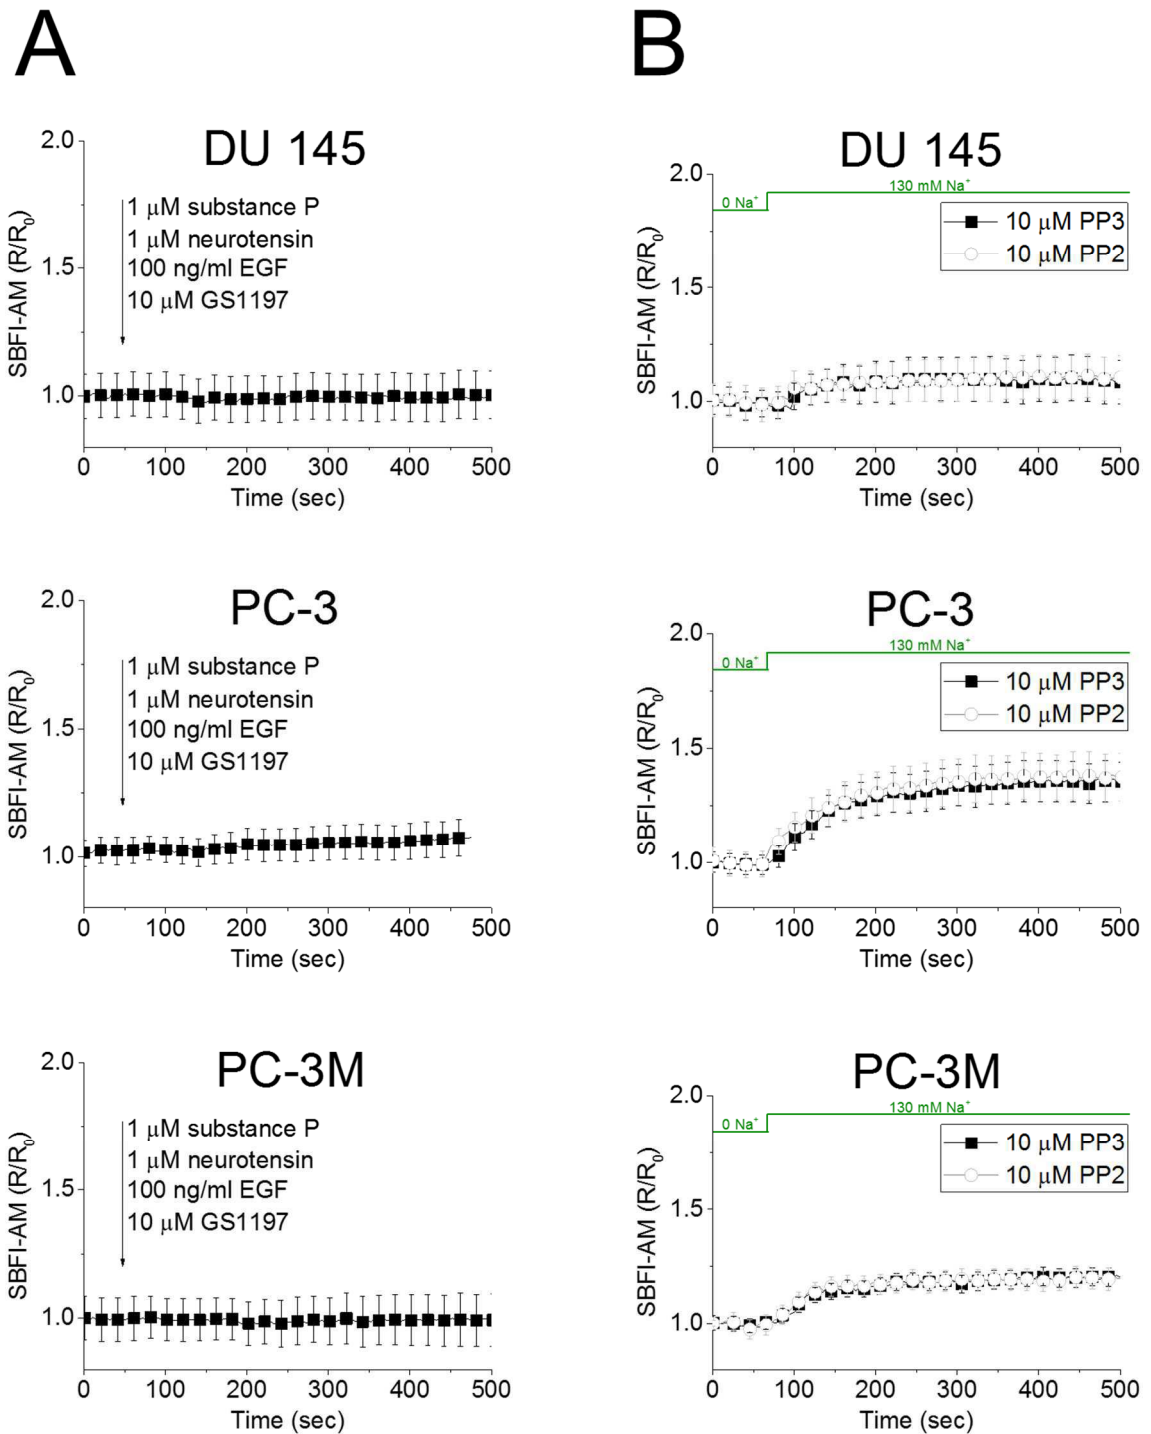 A
DU 145
2.0
1.5
1.0
SBFI-AM (R/R₀)
1 μM substance P
1 μM neurotensin
100 ng/ml EGF
10 μM GS1197
0 100 200 300 400 500
Time (sec)
PC-3
2.0
1.5
1.0
SBFI-AM (R/R₀)
1 μM substance P
1 μM neurotensin
100 ng/ml EGF
10 μM GS1197
0 100 200 300 400 500
Time (sec)
PC-3M
2.0
1.5
1.0
SBFI-AM (R/R₀)
1 μM substance P
1 μM neurotensin
100 ng/ml EGF
10 μM GS1197
0 100 200 300 400 500
Time (sec)
B
DU 145
2.0
1.5
1.0
SBFI-AM (R/R₀)
0 Na⁺
130 mM Na⁺
10 μM PP3
10 μM PP2
0 100 200 300 400 500
Time (sec)
PC-3
2.0
1.5
1.0
SBFI-AM (R/R₀)
0 Na⁺
130 mM Na⁺
10 μM PP3
10 μM PP2
0 100 200 300 400 500
Time (sec)
PC-3M
2.0
1.5
1.0
SBFI-AM (R/R₀)
0 Na⁺
130 mM Na⁺
10 μM PP3
10 μM PP2
0 100 200 300 400 500
Time (sec)